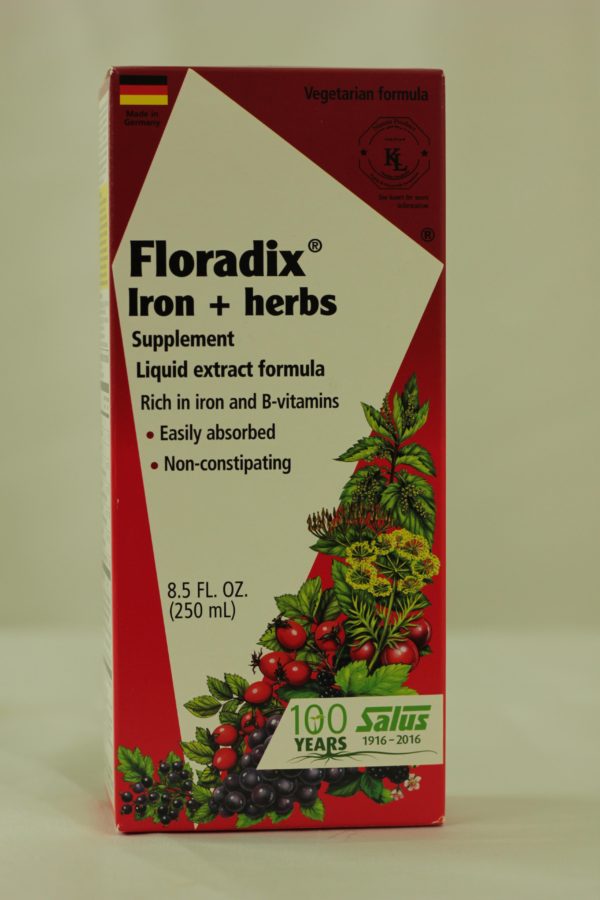 Made in
Germany
Vegetarian formula
KL
Floradix®
Iron + herbs
Supplement
Liquid extract formula
Rich in iron and B-vitamins
• Easily absorbed
• Non-constipating
8.5 FL. OZ.
(250 mL)
®
100
YEARS
Salus
1916 - 2016